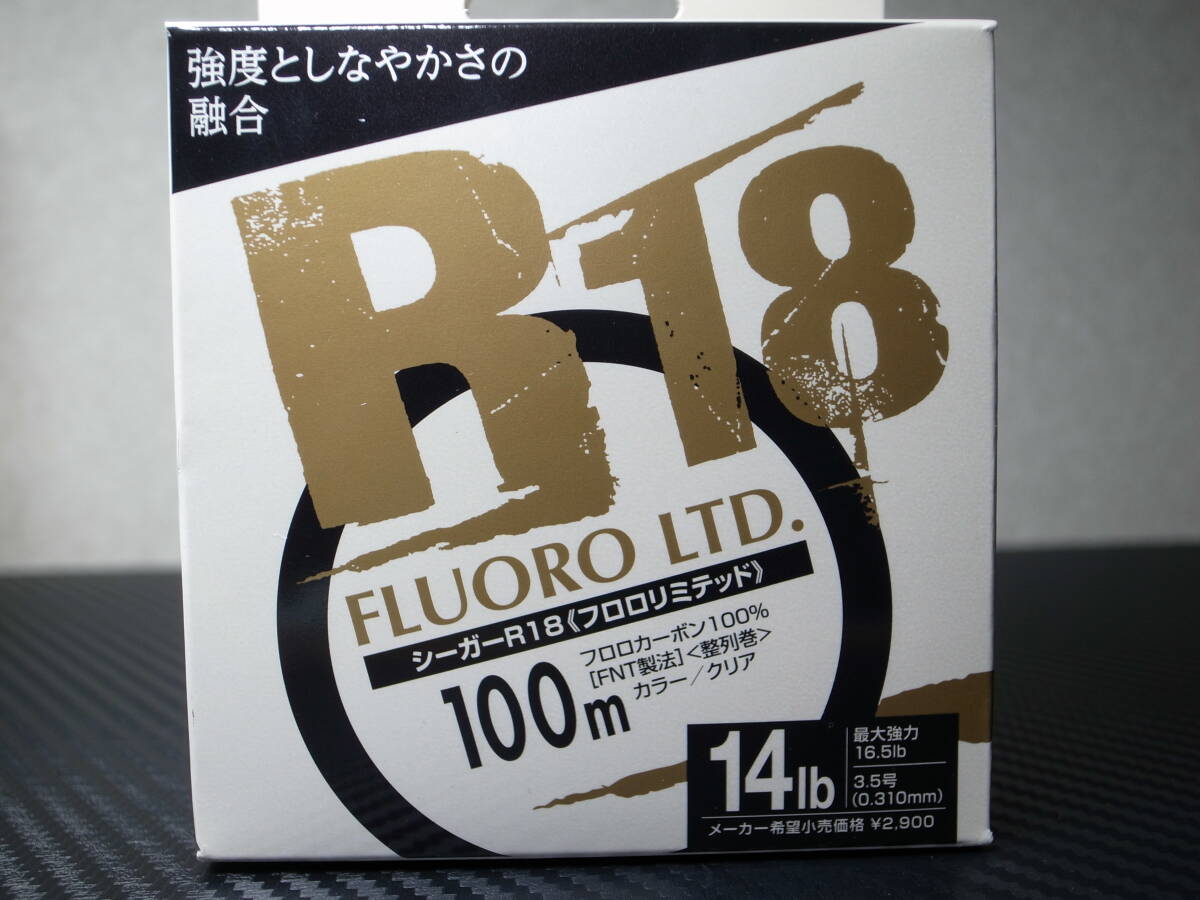 強度としなやかさの
融合
R18
FLUORO LTD.
シーガーR18《フロロリミテッド》
100m
フロロカーボン100%
[FNT製法]<整列巻>
カラー/クリア
14lb
最大強力
16.5lb
3.5号
(0.310mm)
メーカー希望小売価格 ¥2,900